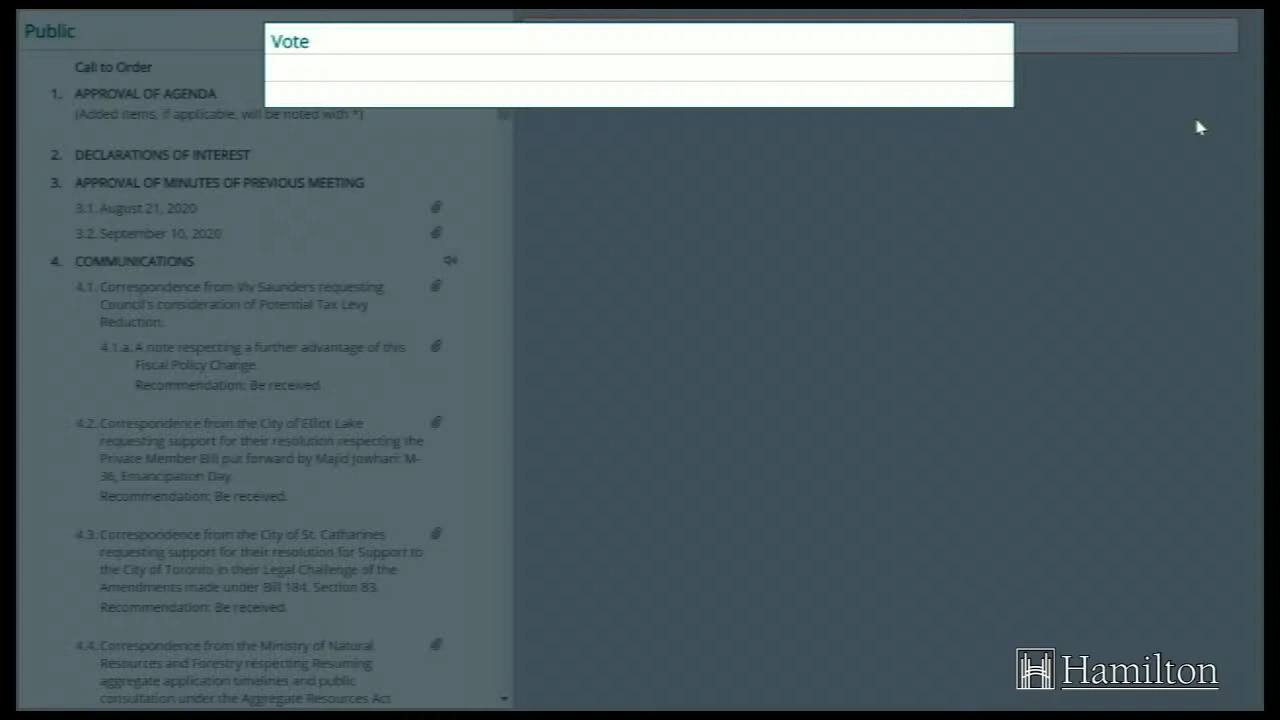 Public
Vote
Call to Order
1. APPROVAL OF AGENDA
(Added items, if applicable, will be noted with *)
2. DECLARATIONS OF INTEREST
3. APPROVAL OF MINUTES OF PREVIOUS MEETING
3.1. August 21, 2020
3.2. September 16, 2020
4. COMMUNICATIONS
4.1. Correspondence from Viv Saunders requesting
Council's consideration of Potential Tax Levy
Reduction.
4.1.a. A note respecting a further advantage of this
Fiscal Policy Change.
Recommendation: Be received.
4.2. Correspondence from the City of Elliot Lake
requesting support for their resolution respecting the
Private Member Bill put forward by Majid Jowhari: M-
36, Emancipation Day.
Recommendation: Be received.
4.3. Correspondence from the City of St. Catharines
requesting support for their resolution for Support to
the City of Toronto in their Legal Challenge of the
Amendments made under Bill 184, Section 83.
Recommendation: Be received.
4.4. Correspondence from the Ministry of Natural
Resources and Forestry respecting Resuming
aggregate application timelines and public
consultation under the Aggregate Resources Act
Hamilton